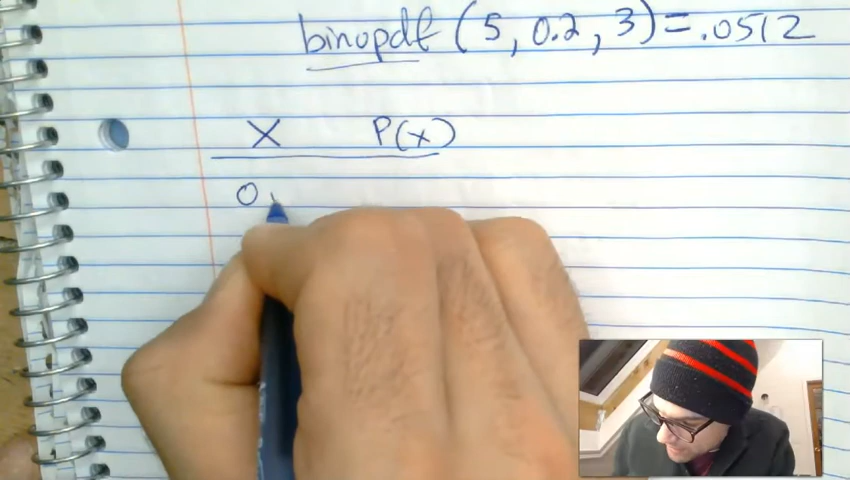 binopdf (5, 0.2, 3) = .0512
X P(x)
0